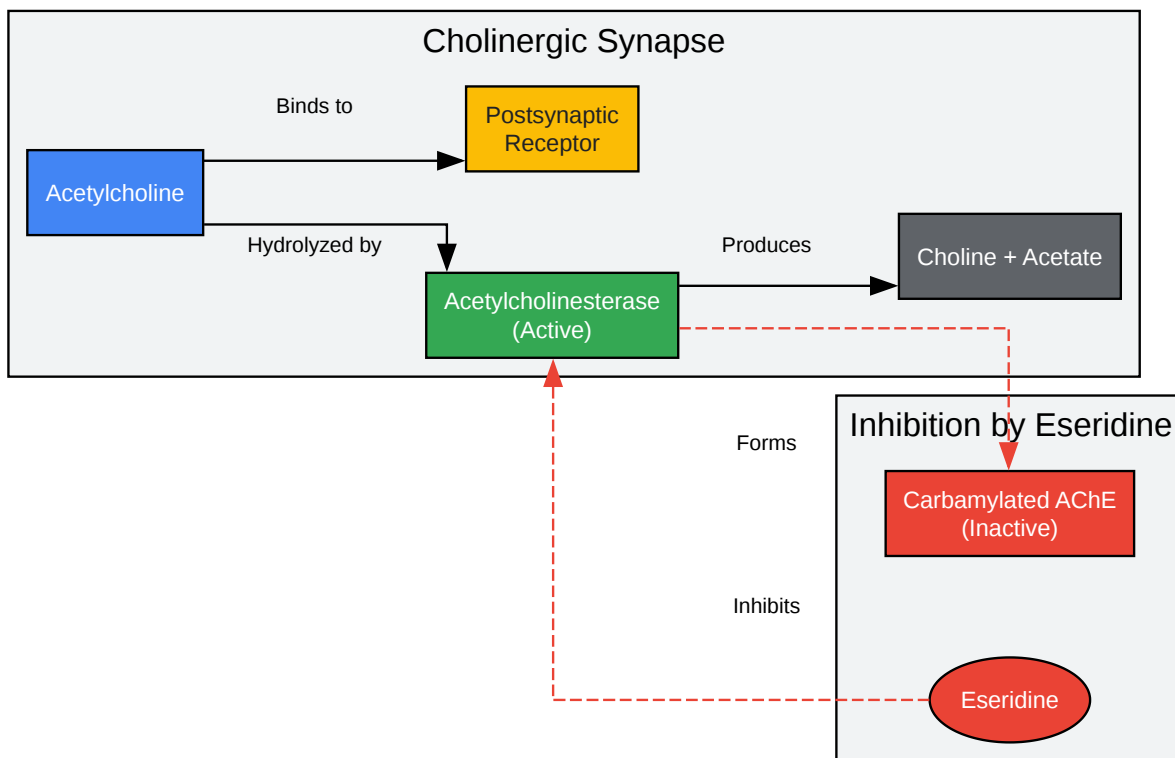 Cholinergic Synapse
Binds to
Postsynaptic
Receptor
Acetylcholine
Hydrolyzed by
Produces
Choline + Acetate
Acetylcholinesterase
(Active)
Inhibition by Eseridine
Forms
Carbamylated AChE
(Inactive)
Inhibits
Eseridine